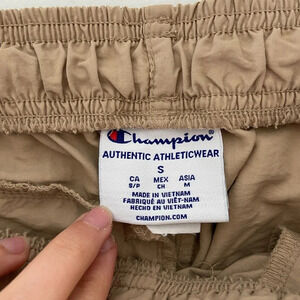 Champion
AUTHENTIC ATHLETICWEAR
S
CA MEX ASIA
S/P CH M
MADE IN VIETNAM
FABRIQUÉ AU VIÊT-NAM
HECHO EN VIETNAM
CHAMPION.COM